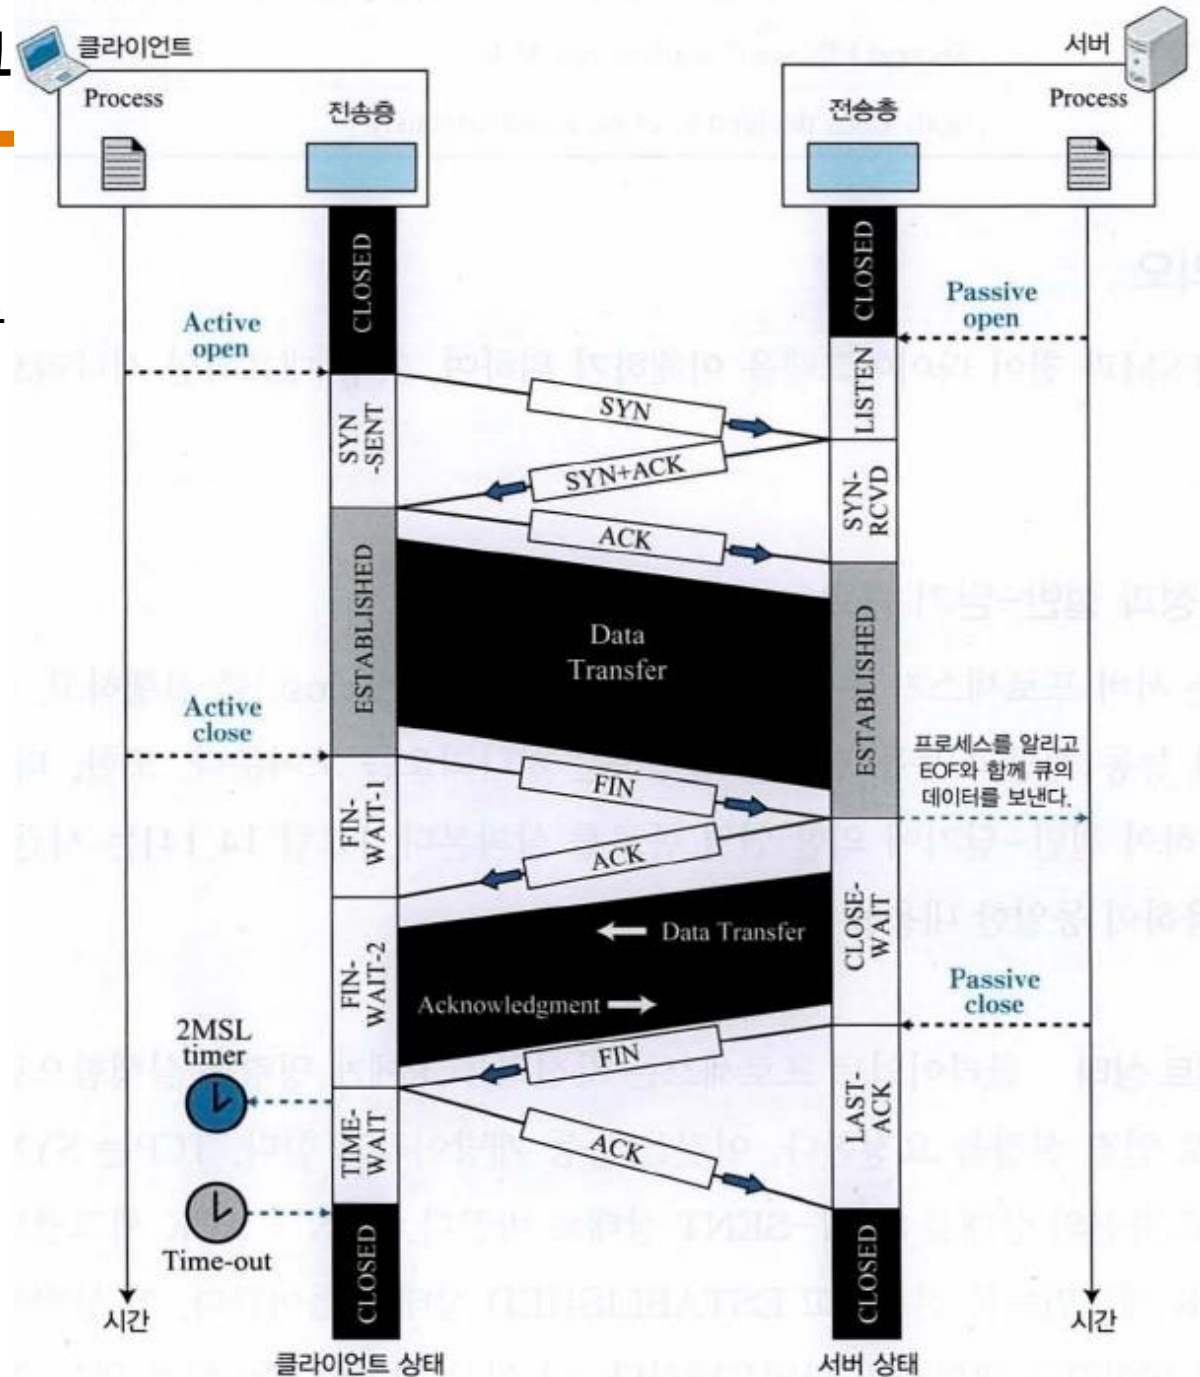 클라이언트
Process
전송층
서버
전송층
Process
CLOSED
CLOSED
Passive
open
Active
open
LISTEN
SYN
SYN
-SENT
SYN+ACK
SYN-
RCVD
ACK
ESTABLISHED
Data
Transfer
ESTABLISHED
Active
close
프로세스를 알리고
EOF와 함께 큐의
데이터를 보낸다.
FIN
FIN-
WAIT-1
ACK
CLOSE-
WAIT
Data Transfer
FIN-
WAIT-2
Acknowledgment
Passive
close
2MSL
timer
FIN
LAST-
ACK
TIME-
WAIT
ACK
Time-out
CLOSED
CLOSED
시간
시간
클라이언트 상태
서버 상태